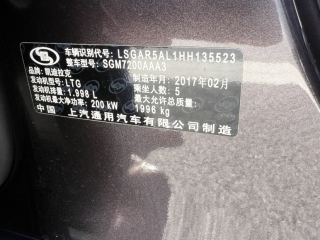 车辆识别代号: LSGAR5AL1HH135523
整车型号: SGM7200AAA3
品牌: 凯迪拉克 制造年月: 2017年02月
发动机型号: LTG 乘坐人数: 5
发动机排量: 1.998 L 最大允许总质量:
发动机最大净功率: 200 kW 1996 kg
中国 上汽通用汽车有限公司制造